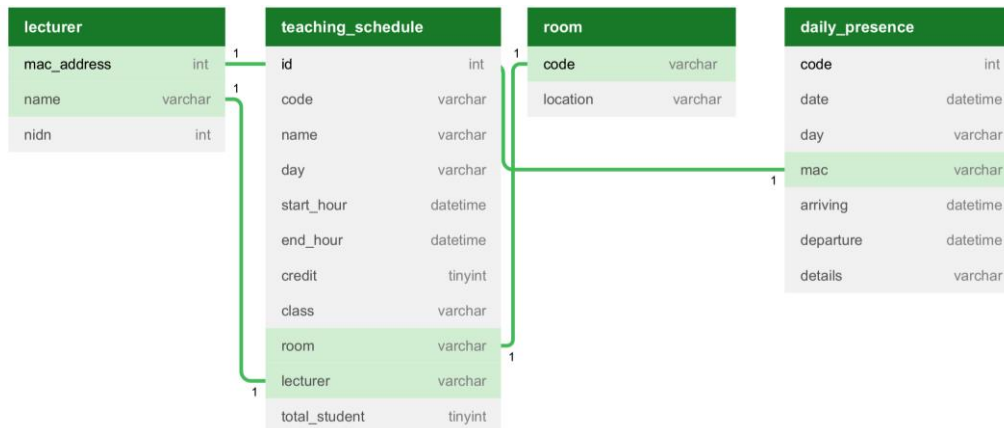 lecturer
mac_address int
name varchar
nidn int
1
1
teaching_schedule
id int
code varchar
name varchar
day varchar
start_hour datetime
end_hour datetime
credit tinyint
class varchar
room varchar
lecturer varchar
total_student tinyint
1
1
room
code varchar
location varchar
1
daily_presence
code int
date datetime
day varchar
mac varchar
arriving datetime
departure datetime
details varchar
1